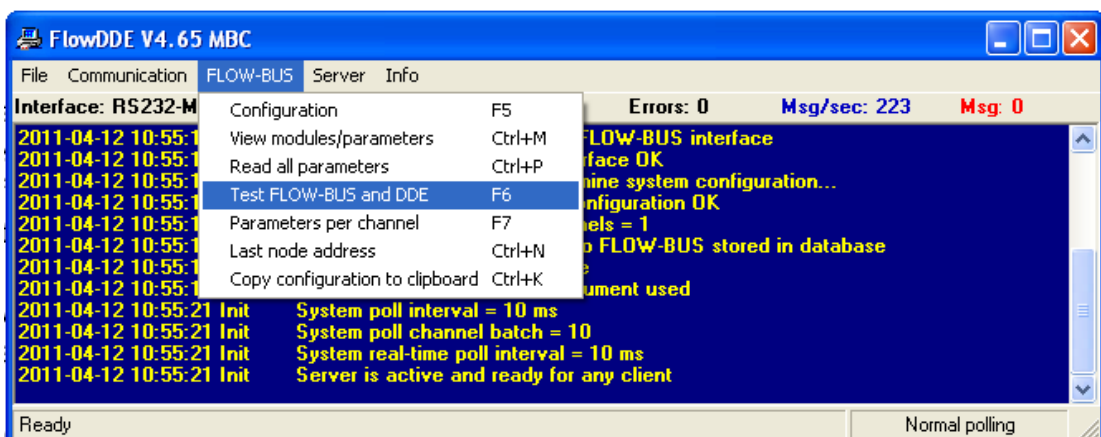 FlowDDE V4.65 MBC
File Communication FLOW-BUS Server Info
Interface: RS232-M Errors: 0 Msg/sec: 223 Msg: 0
Configuration F5
View modules/parameters Ctrl+M
Read all parameters Ctrl+P
Test FLOW-BUS and DDE F6
Parameters per channel F7
Last node address Ctrl+N
Copy configuration to clipboard Ctrl+K
2011-04-12 10:55:1 FLOW-BUS interface
2011-04-12 10:55:1 rface OK
2011-04-12 10:55:1 mine system configuration...
2011-04-12 10:55:1 nfiguration OK
2011-04-12 10:55:1 nels = 1
2011-04-12 10:55:1 o FLOW-BUS stored in database
2011-04-12 10:55:1
2011-04-12 10:55:1 ument used
2011-04-12 10:55:21 Init System poll interval = 10 ms
2011-04-12 10:55:21 Init System poll channel batch = 10
2011-04-12 10:55:21 Init System real-time poll interval = 10 ms
2011-04-12 10:55:21 Init Server is active and ready for any client
Ready Normal polling